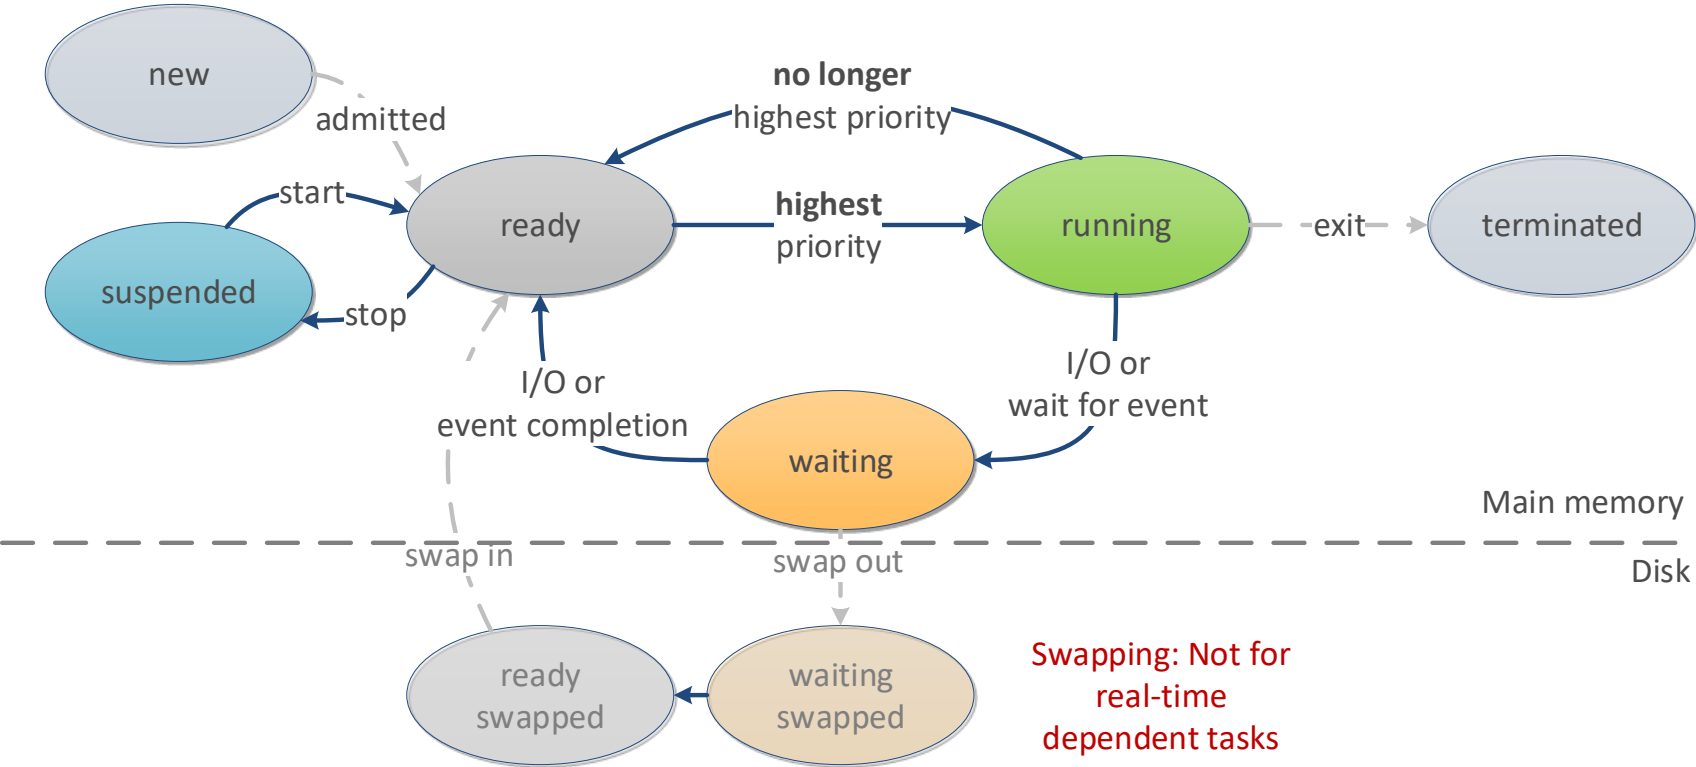 new
no longer
highest priority
admitted
start
highest
priority
ready
running
exit
terminated
suspended
stop
I/O or
event completion
I/O or
wait for event
waiting
Main memory
swap in
swap out
Disk
ready
swapped
waiting
swapped
Swapping: Not for
real-time
dependent tasks